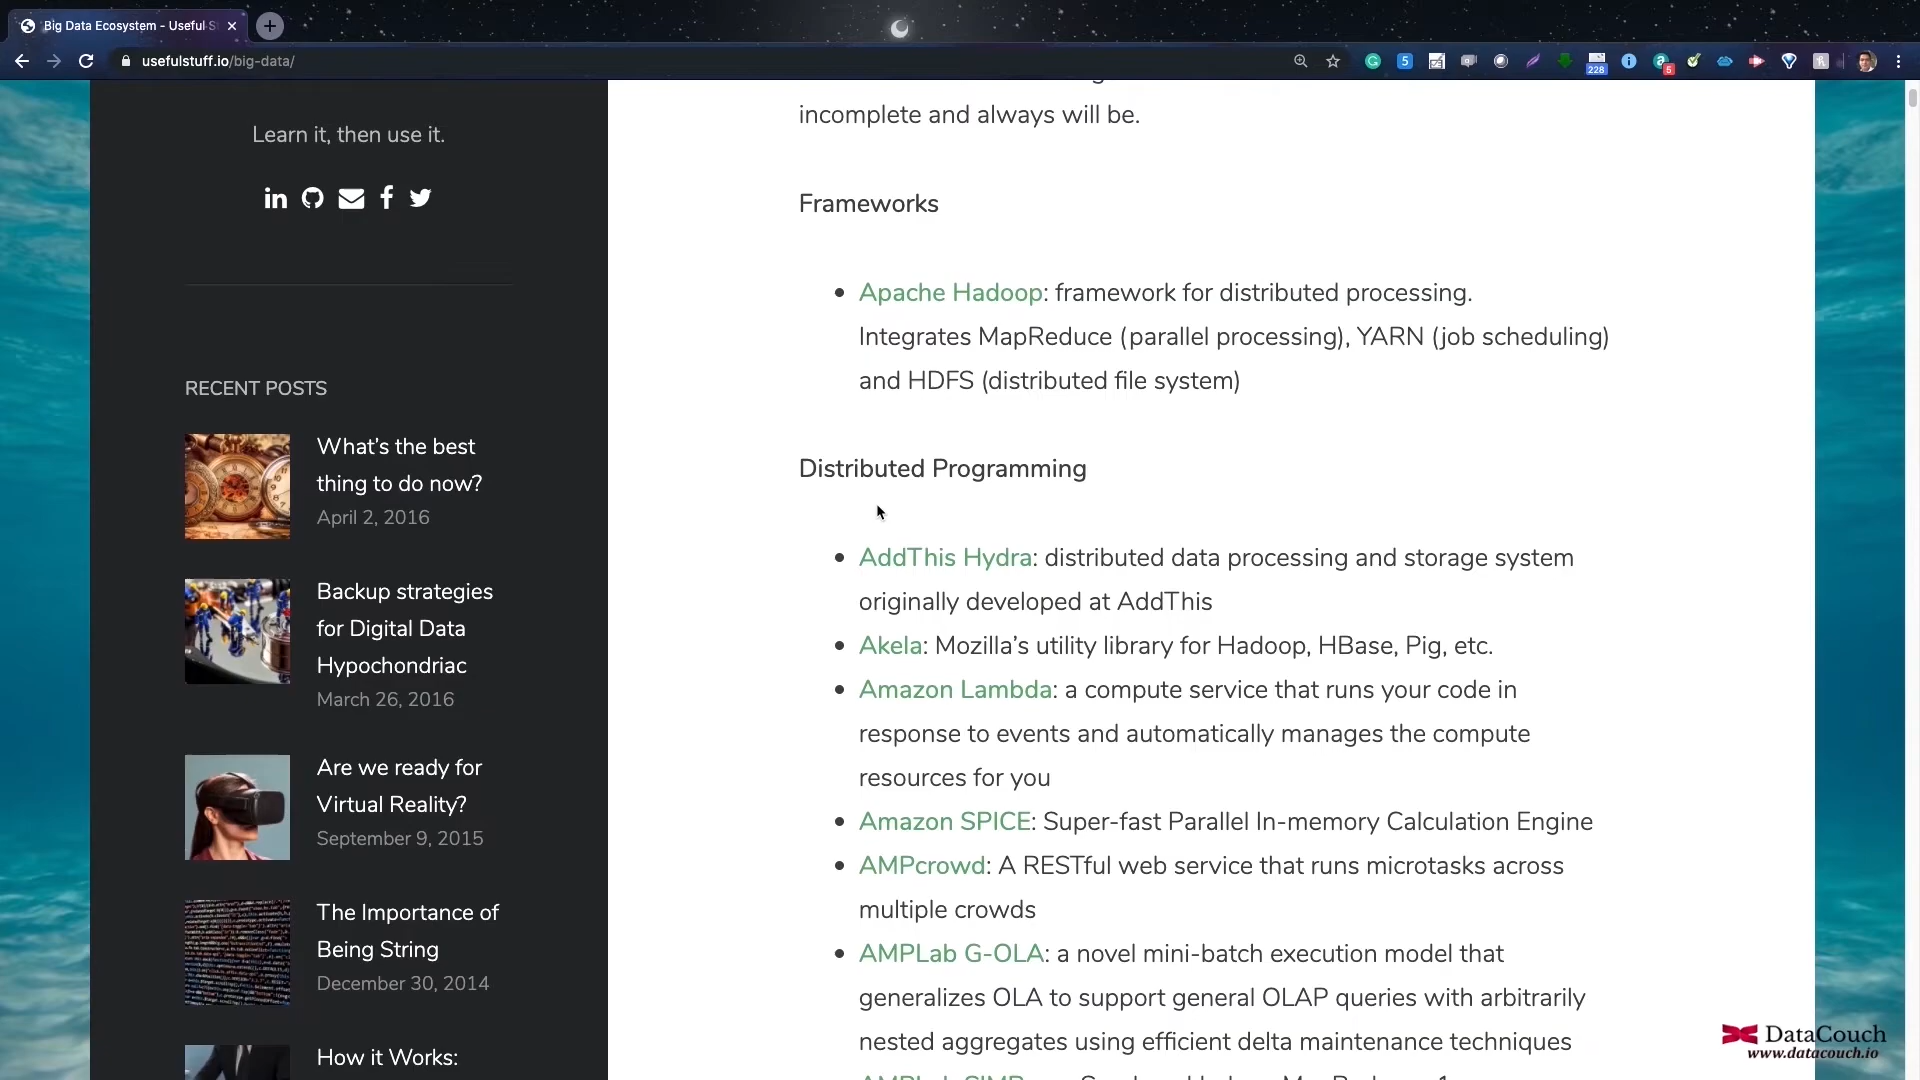 Big Data Ecosystem - Useful S
usefulstuff.io/big-data/
5
228
5
Learn it, then use it.
RECENT POSTS
What's the best
thing to do now?
April 2, 2016
Backup strategies
for Digital Data
Hypochondriac
March 26, 2016
Are we ready for
Virtual Reality?
September 9, 2015
The Importance of
Being String
December 30, 2014
How it Works:
incomplete and always will be.
Frameworks
Apache Hadoop: framework for distributed processing.
Integrates MapReduce (parallel processing), YARN (job scheduling)
and HDFS (distributed file system)
Distributed Programming
AddThis Hydra: distributed data processing and storage system
originally developed at AddThis
Akela: Mozilla's utility library for Hadoop, HBase, Pig, etc.
Amazon Lambda: a compute service that runs your code in
response to events and automatically manages the compute
resources for you
Amazon SPICE: Super-fast Parallel In-memory Calculation Engine
AMPcrowd: A RESTful web service that runs microtasks across
multiple crowds
AMPLab G-OLA: a novel mini-batch execution model that
generalizes OLA to support general OLAP queries with arbitrarily
nested aggregates using efficient delta maintenance techniques
DataCouch
www.datacouch.io